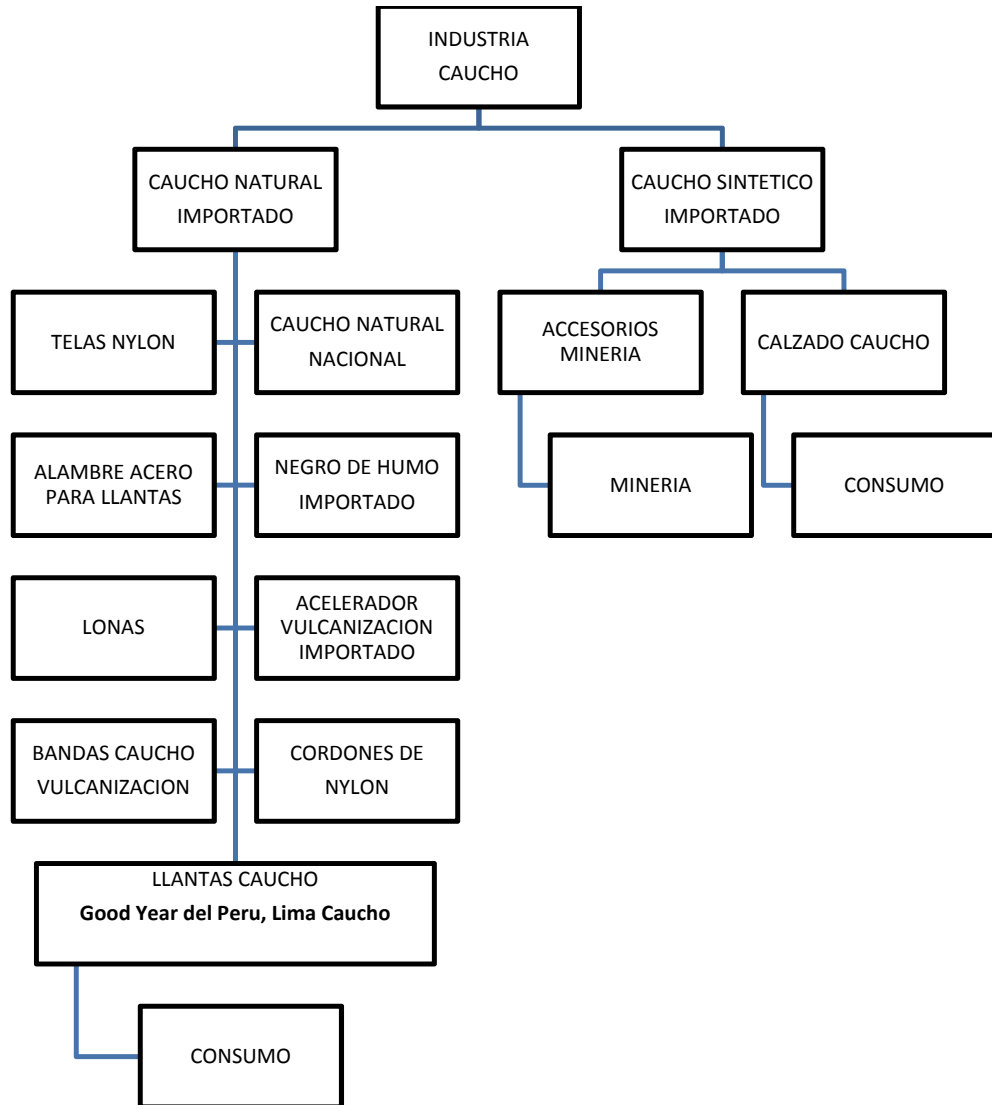 INDUSTRIA
CAUCHO
CAUCHO NATURAL
IMPORTADO
CAUCHO SINTETICO
IMPORTADO
TELAS NYLON
CAUCHO NATURAL
NACIONAL
ACCESORIOS
MINERIA
CALZADO CAUCHO
ALAMBRE ACERO
PARA LLANTAS
NEGRO DE HUMO
IMPORTADO
MINERIA
CONSUMO
LONAS
ACELERADOR
VULCANIZACION
IMPORTADO
BANDAS CAUCHO
VULCANIZACION
CORDONES DE
NYLON
LLANTAS CAUCHO
Good Year del Peru, Lima Caucho
CONSUMO